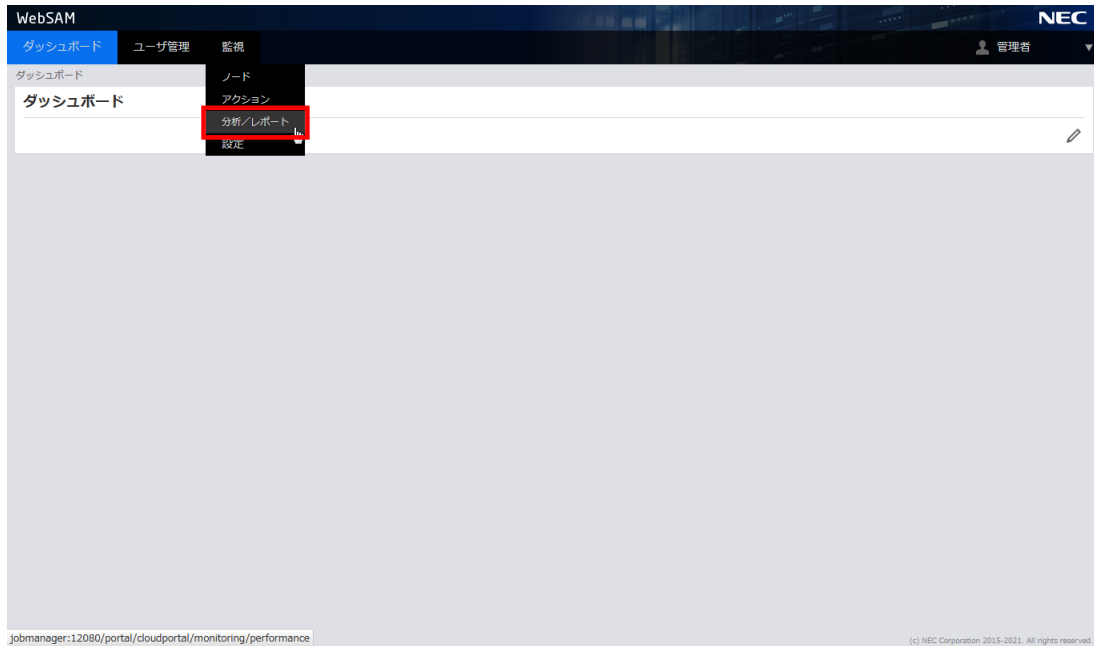 WebSAM
NEC
ダッシュボード ユーザ管理 監視 管理者
ダッシュボード
ノード
ダッシュボード
アクション
分析／レポート
設定
jobmanager:12080/portal/cloudportal/monitoring/performance
(c) NEC Corporation 2015-2021. All rights reserved.